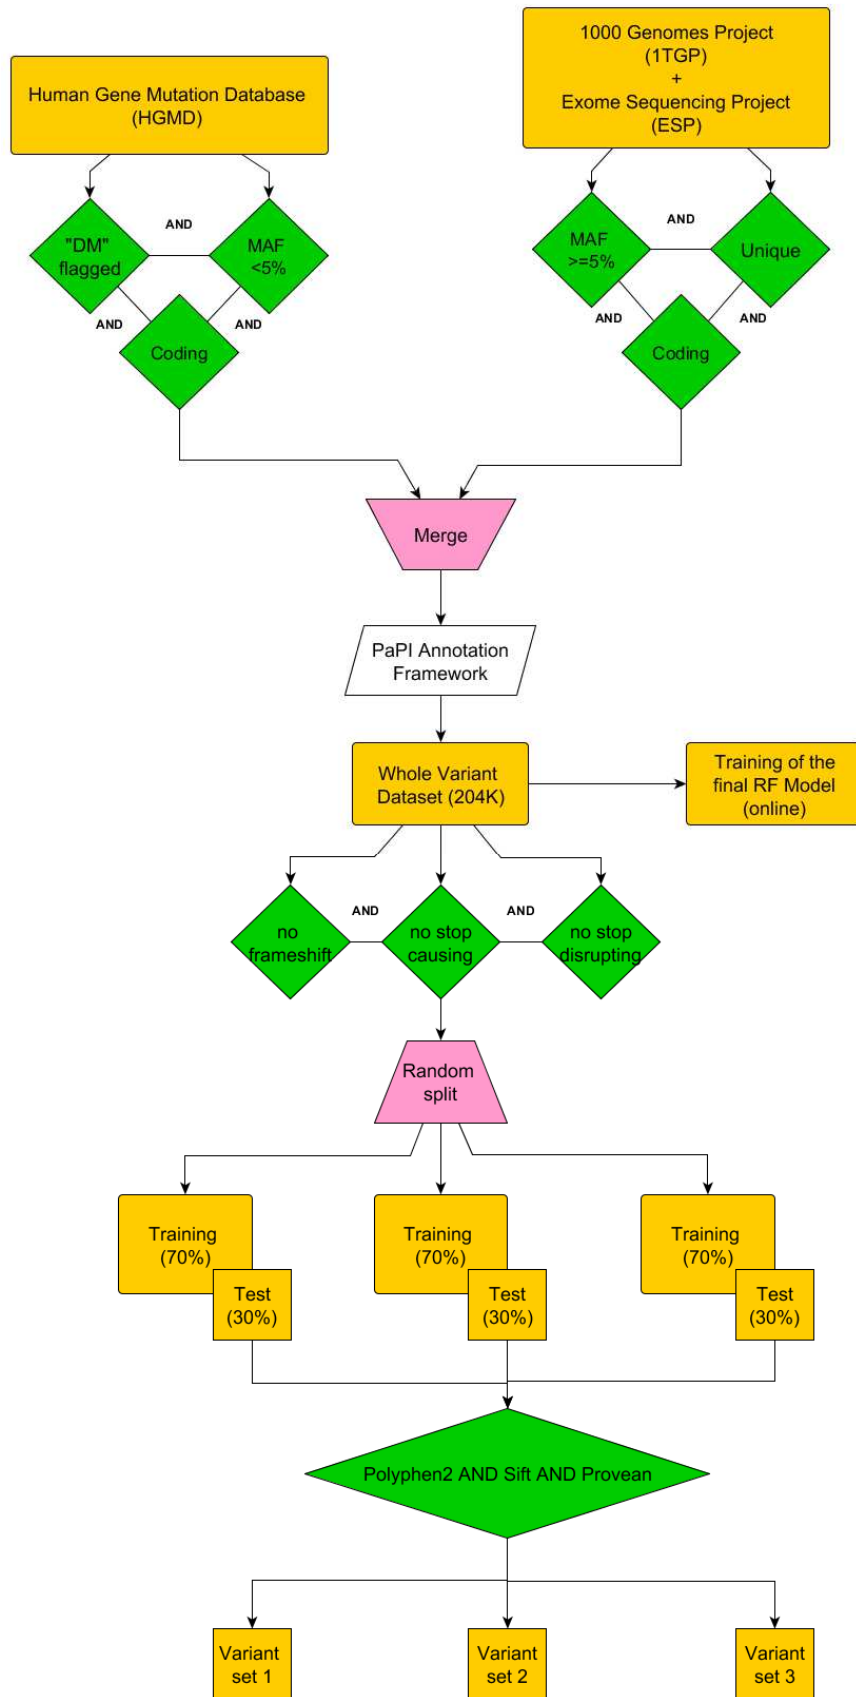 Human Gene Mutation Database
(HGMD)
1000 Genomes Project
(1TGP)
+
Exome Sequencing Project
(ESP)
"DM"
flagged
AND
MAF
<5%
AND
AND
Coding
MAF
>=5%
AND
Unique
AND
AND
Coding
Merge
PaPI Annotation
Framework
Whole Variant
Dataset (204K)
Training of the
final RF Model
(online)
no
frameshift
AND
no stop
causing
AND
no stop
disrupting
Random
split
Training
(70%)
Test
(30%)
Training
(70%)
Test
(30%)
Training
(70%)
Test
(30%)
Polyphen2 AND Sift AND Provean
Variant
set 1
Variant
set 2
Variant
set 3